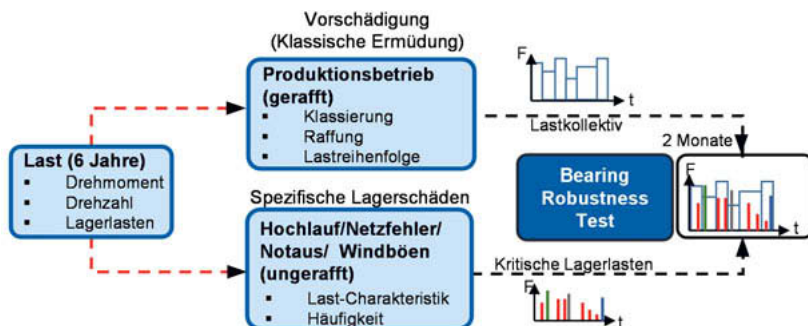 Vorschädigung
(Klassische Ermüdung)
Produktionsbetrieb
(gerafft)
▪ Klassierung
▪ Raffung
▪ Lastreihenfolge
F
t
Lastkollektiv
2 Monate
Last (6 Jahre)
▪ Drehmoment
▪ Drehzahl
▪ Lagerlasten
Bearing
Robustness
Test
F
t
Spezifische Lagerschäden
Hochlauf/Netzfehler/
Notaus/ Windböen
(ungerafft)
▪ Last-Charakteristik
▪ Häufigkeit
Kritische Lagerlasten
F
t